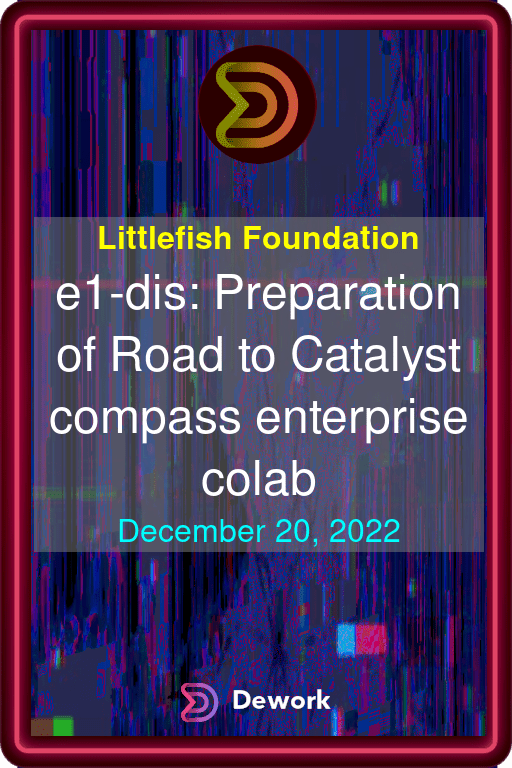 Littlefish Foundation
e1-dis: Preparation
of Road to Catalyst
compass enterprise
colab
December 20, 2022
Dework